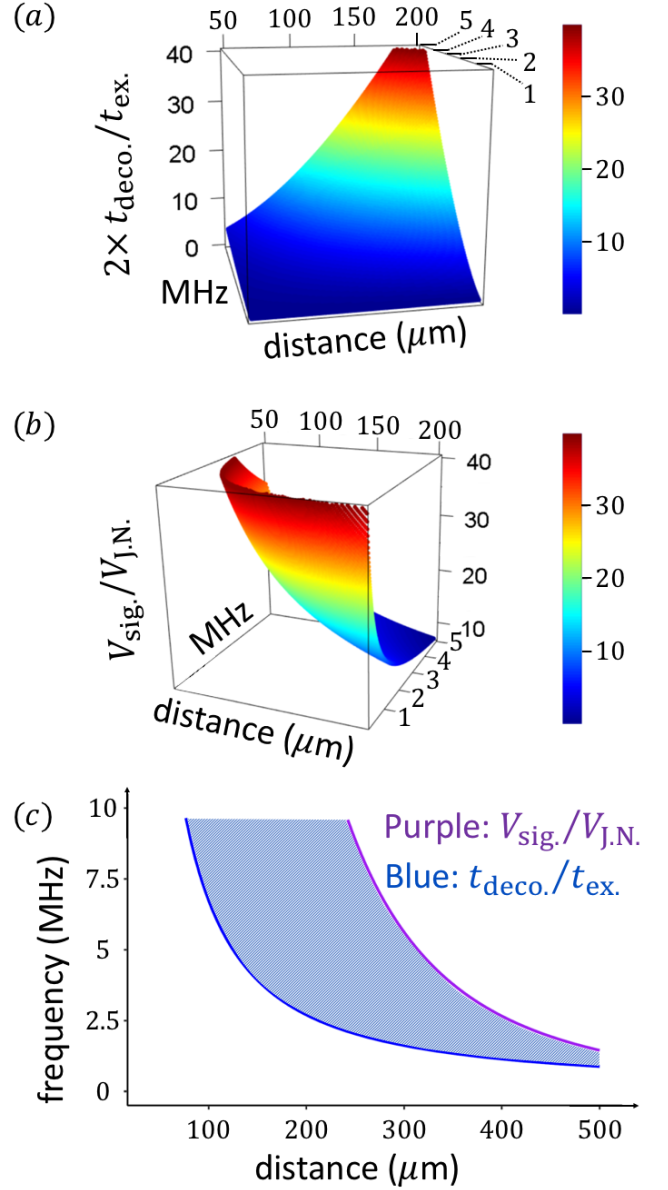 (a)
50 100 150 200
5
4
3
2
1
40
30
20
10
0
2× t_deco./t_ex.
MHz
distance (μm)
30
20
10
(b)
50 100 150 200
40
30
20
10
5
4
3
2
1
V_sig./V_J.N.
MHz
distance (μm)
30
20
10
(c)
10
7.5
5
2.5
0
frequency (MHz)
Purple: V_sig./V_J.N.
Blue: t_deco./t_ex.
100 200 300 400 500
distance (μm)